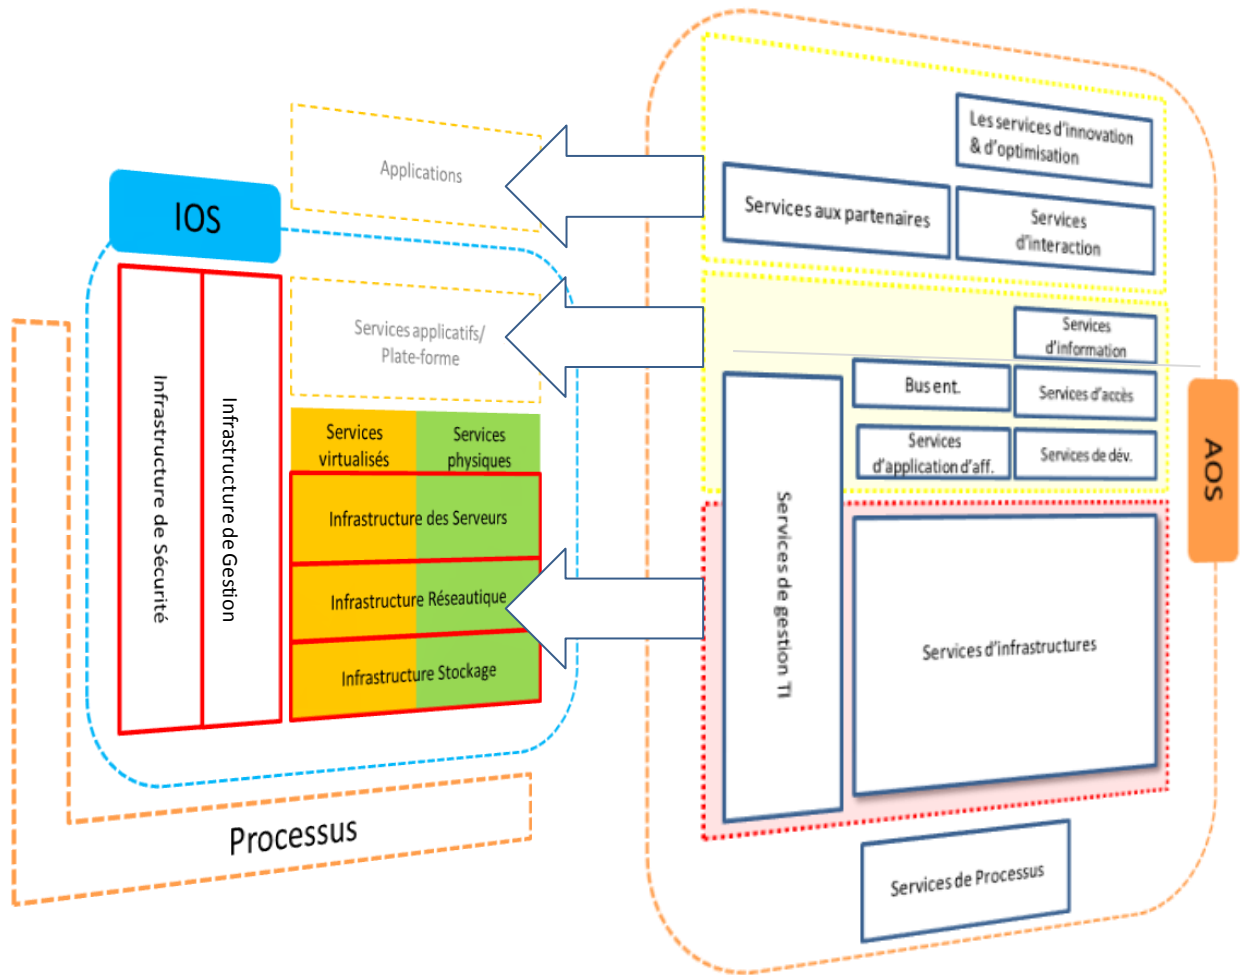 IOS
Applications
Services applicatifs/
Plate-forme
Infrastructure de Sécurité
Infrastructure de Gestion
Services
virtualisés
Services
physiques
Infrastructure des Serveurs
Infrastructure Réseautique
Infrastructure Stockage
Processus
Les services d'innovation
& d'optimisation
Services aux partenaires
Services
d'interaction
Services
d'information
Bus ent.
Services d'accès
Services
d'application d'aff.
Services de dév.
Services de gestion TI
Services d'infrastructures
Services de Processus
AOS